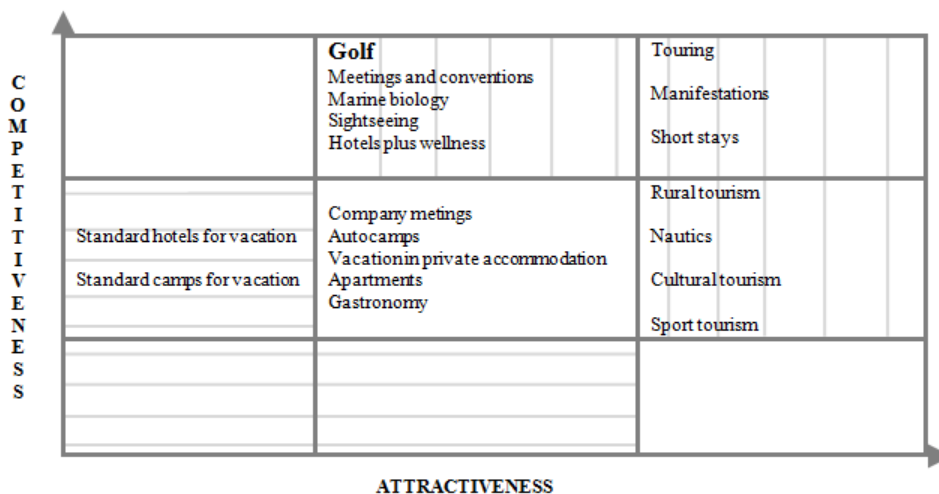 COMPETITIVENESS
Golf
Meetings and conventions
Marine biology
Sightseeing
Hotels plus wellness
Touring
Manifestations
Short stays
Standard hotels for vacation
Standard camps for vacation
Company metings
Autocamps
Vacation in private accommodation
Apartments
Gastronomy
Rural tourism
Nautics
Cultural tourism
Sport tourism
ATTRACTIVENESS